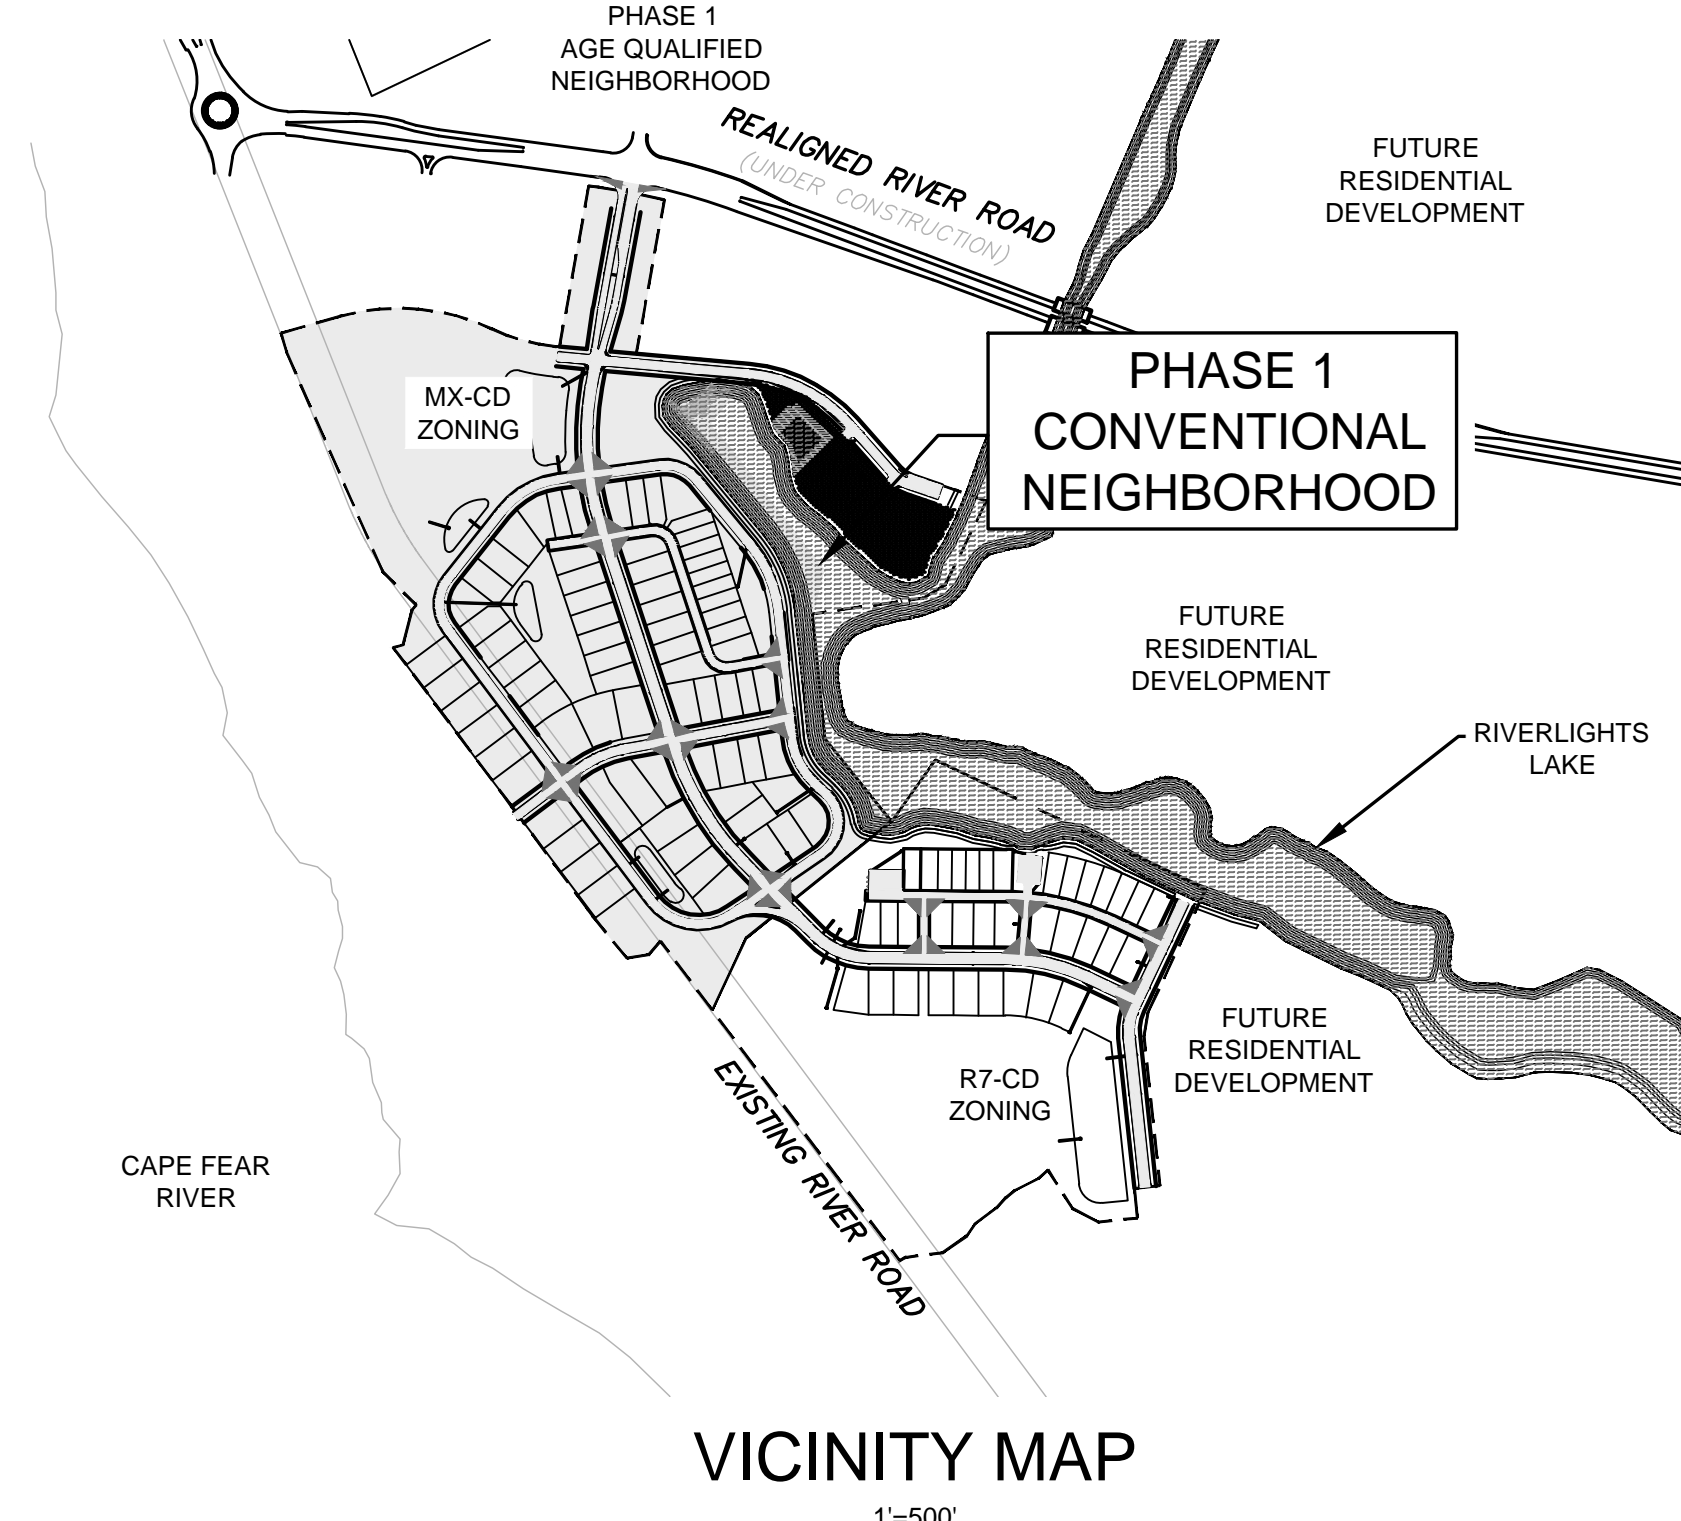 PHASE 1
AGE QUALIFIED
NEIGHBORHOOD
REALIGNED RIVER ROAD
(UNDER CONSTRUCTION)
FUTURE
RESIDENTIAL
DEVELOPMENT
PHASE 1
CONVENTIONAL
NEIGHBORHOOD
MX-CD
ZONING
FUTURE
RESIDENTIAL
DEVELOPMENT
RIVERLIGHTS
LAKE
FUTURE
RESIDENTIAL
DEVELOPMENT
R7-CD
ZONING
EXISTING RIVER ROAD
CAPE FEAR
RIVER
VICINITY MAP
1'=500'